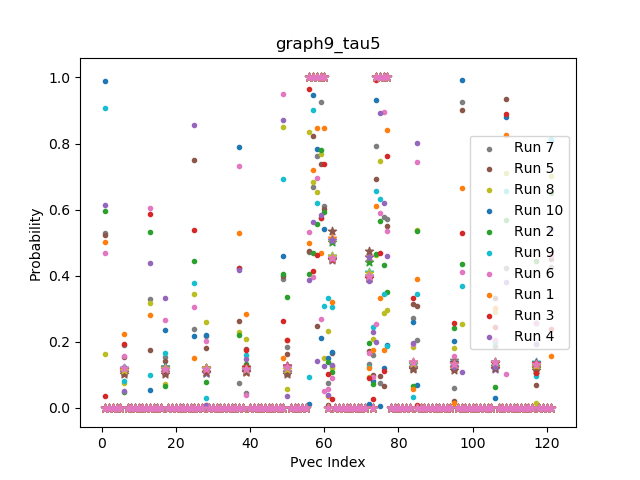 graph9_tau5
1.0
0.8
0.6
0.4
0.2
0.0
Probability
0
20
40
60
80
100
120
Pvec Index
Run 7
Run 5
Run 8
Run 10
Run 2
Run 9
Run 6
Run 1
Run 3
Run 4